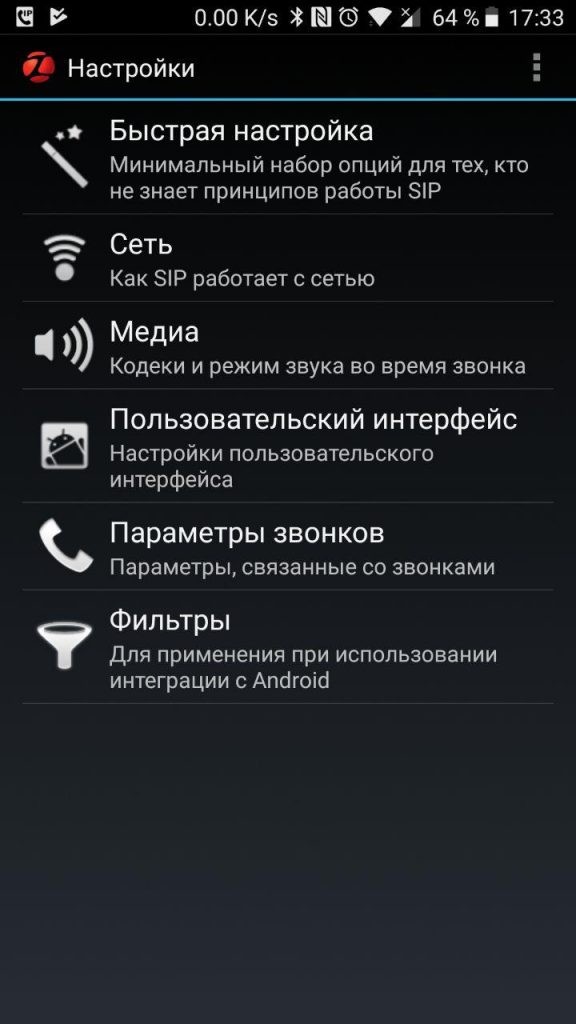 0.00 K/s 64 % 17:33
Настройки
Быстрая настройка
Минимальный набор опций для тех, кто
не знает принципов работы SIP
Сеть
Как SIP работает с сетью
Медиа
Кодеки и режим звука во время звонка
Пользовательский интерфейс
Настройки пользовательского
интерфейса
Параметры звонков
Параметры, связанные со звонками
Фильтры
Для применения при использовании
интеграции с Android